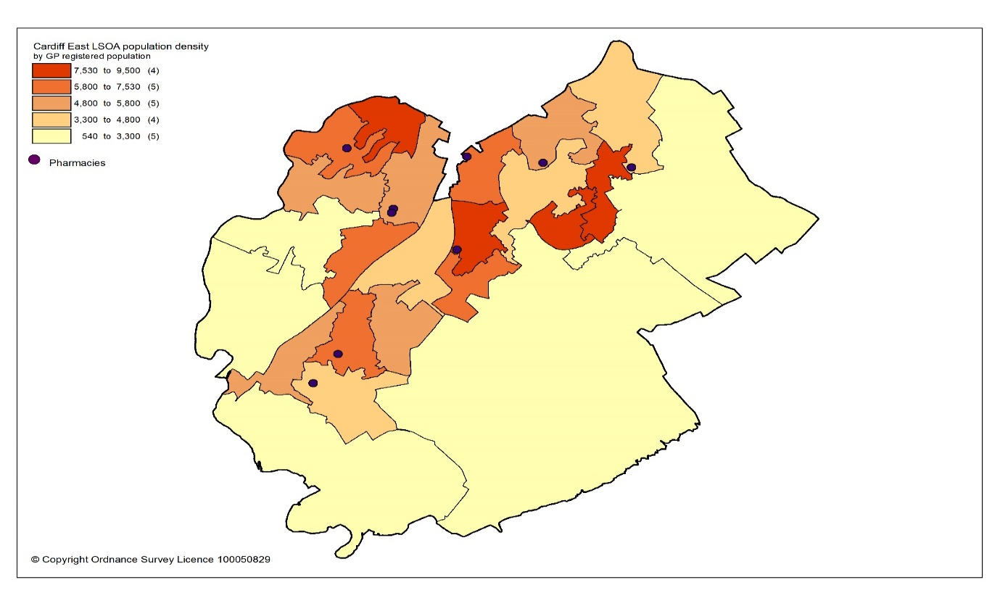 Cardiff East LSOA population density
by GP registered population
7,530 to 9,500 (4)
5,800 to 7,530 (5)
4,800 to 5,800 (5)
3,300 to 4,800 (4)
540 to 3,300 (5)
Pharmacies
© Copyright Ordnance Survey Licence 100050829